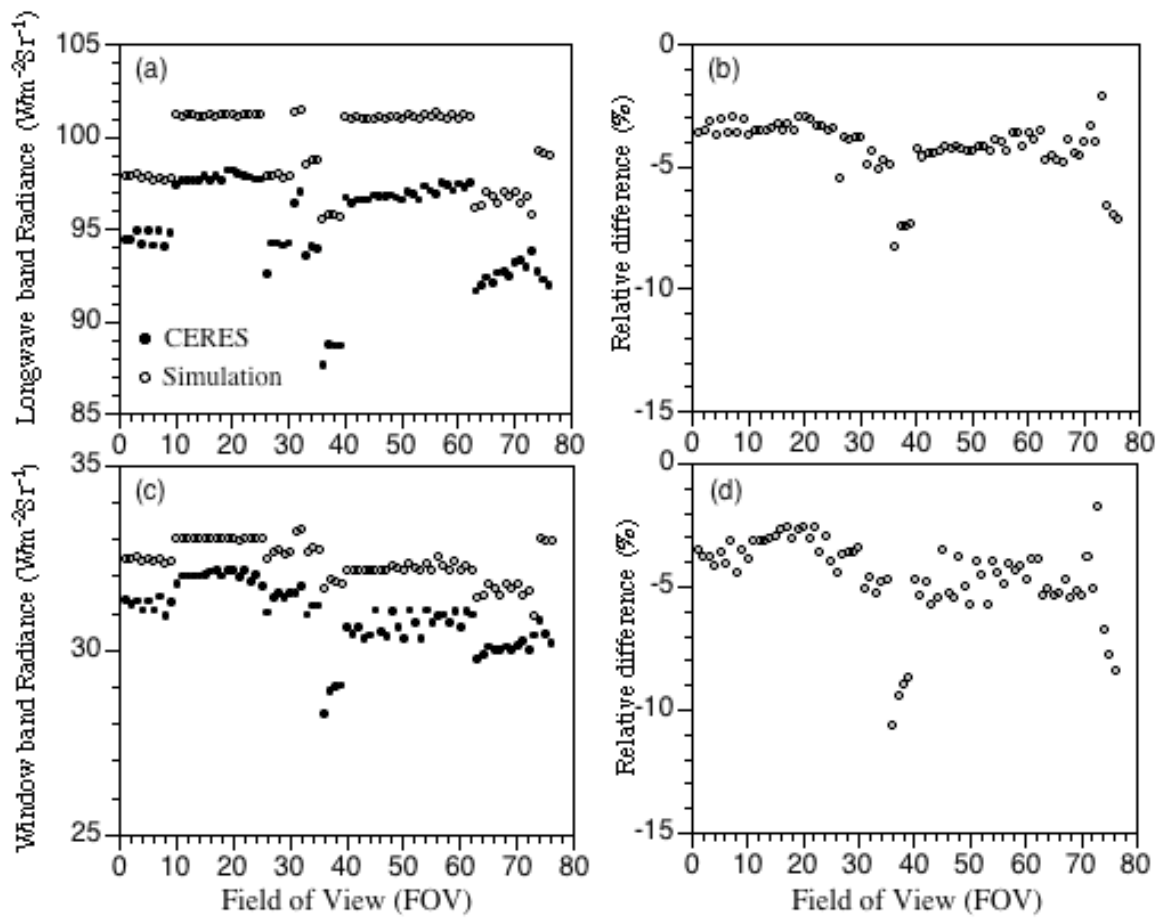 Longwave band Radiance (Wm⁻²Sr⁻¹)
105
100
95
90
85
(a)
CERES
Simulation
0 10 20 30 40 50 60 70 80
Relative difference (%)
0
-5
-10
-15
(b)
0 10 20 30 40 50 60 70 80
Window band Radiance (Wm⁻²Sr⁻¹)
35
30
25
(c)
0 10 20 30 40 50 60 70 80
Field of View (FOV)
Relative difference (%)
0
-5
-10
-15
(d)
0 10 20 30 40 50 60 70 80
Field of View (FOV)